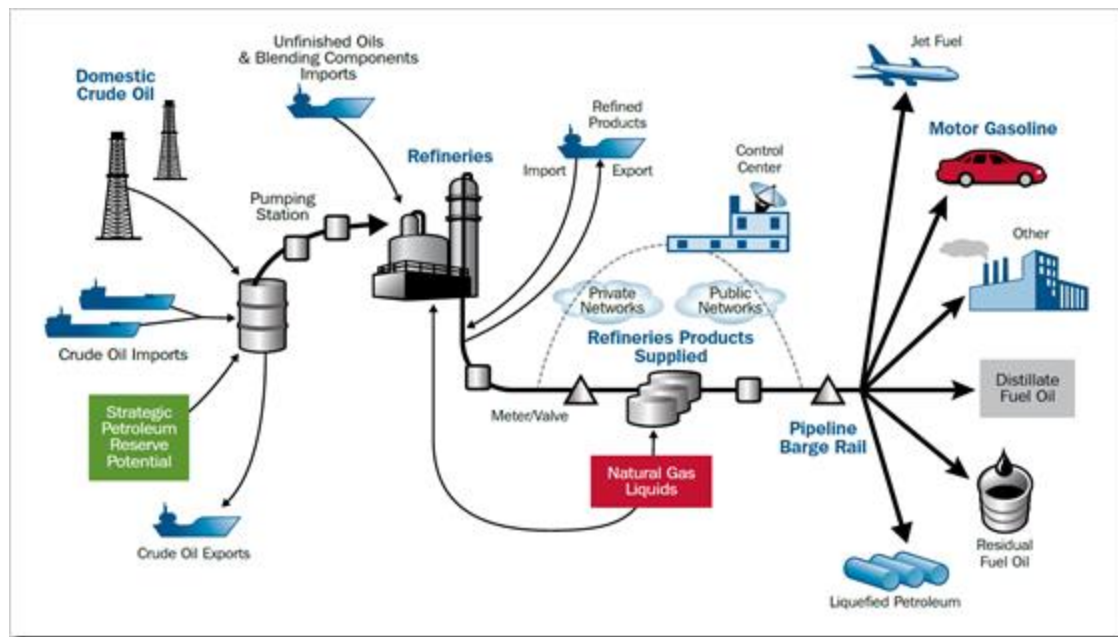 Unfinished Oils
& Blending Components
Imports
Jet Fuel
Domestic
Crude Oil
Refined
Products
Refineries
Import
Export
Control
Center
Motor Gasoline
Pumping
Station
Other
Private
Networks
Public
Networks
Refineries Products
Supplied
Crude Oil Imports
Strategic
Petroleum
Reserve
Potential
Meter/Valve
Distillate
Fuel Oil
Pipeline
Barge Rail
Natural Gas
Liquids
Crude Oil Exports
Residual
Fuel Oil
Liquefied Petroleum